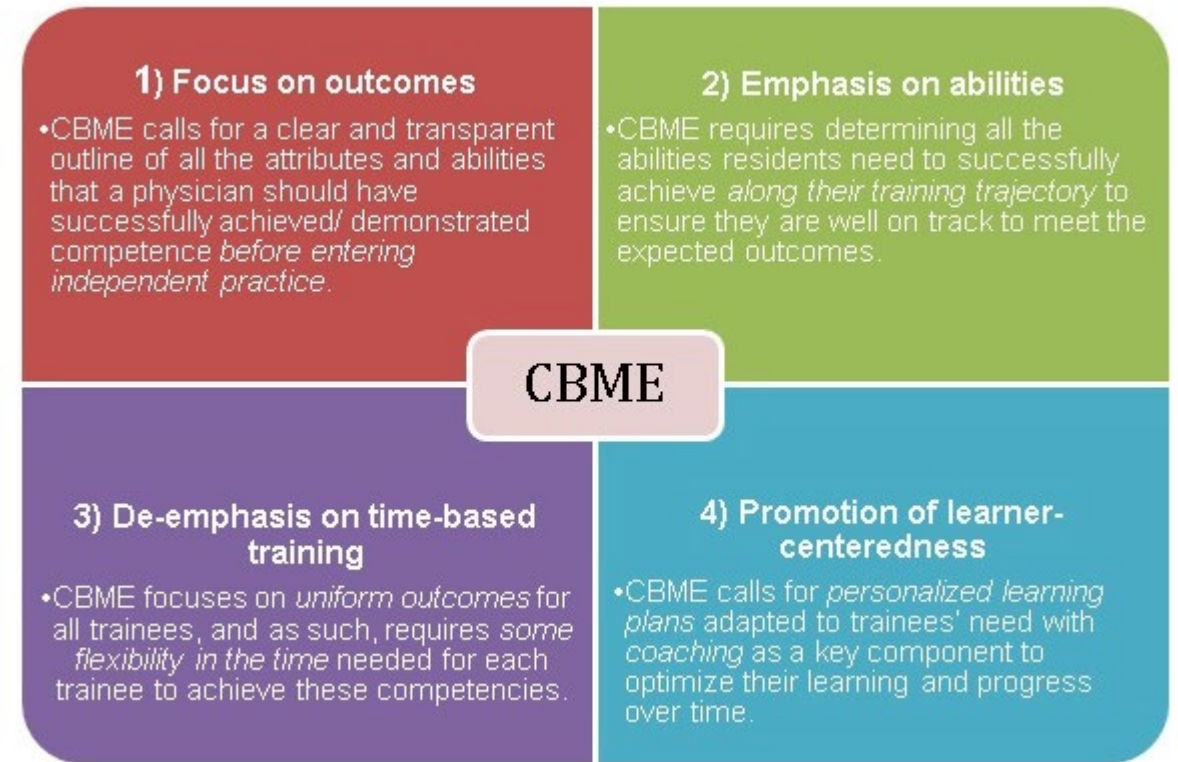 1) Focus on outcomes
•CBME calls for a clear and transparent
outline of all the attributes and abilities
that a physician should have
successfully achieved/ demonstrated
competence before entering
independent practice.
2) Emphasis on abilities
•CBME requires determining all the
abilities residents need to successfully
achieve along their training trajectory to
ensure they are well on track to meet the
expected outcomes.
CBME
3) De-emphasis on time-based
training
•CBME focuses on uniform outcomes for
all trainees, and as such, requires some
flexibility in the time needed for each
trainee to achieve these competencies.
4) Promotion of learner-
centeredness
•CBME calls for personalized learning
plans adapted to trainees' need with
coaching as a key component to
optimize their learning and progress
over time.